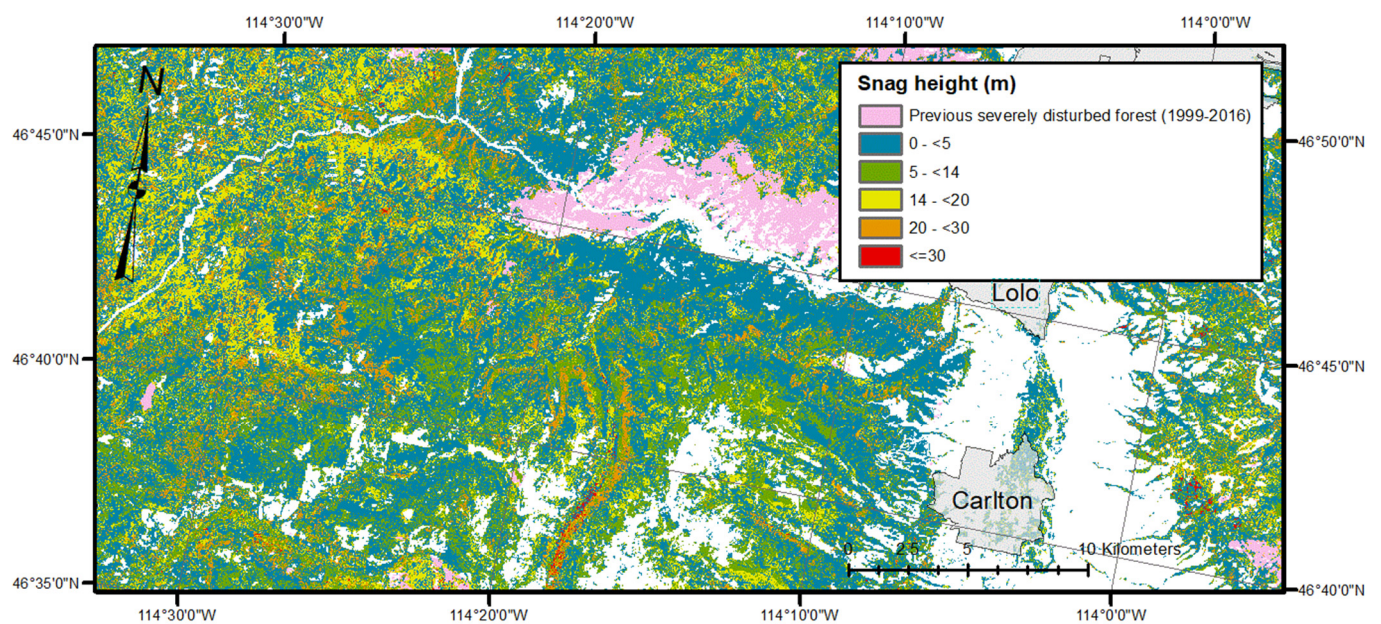 114°30'0"W 114°20'0"W 114°10'0"W 114°0'0"W
N
Snag height (m)
Previous severely disturbed forest (1999-2016)
0 - <5
5 - <14
14 - <20
20 - <30
<=30
46°45'0"N
46°50'0"N
Lolo
46°40'0"N
46°45'0"N
Carlton
0 2.5 5 10 Kilometers
46°35'0"N
46°40'0"N
114°30'0"W 114°20'0"W 114°10'0"W 114°0'0"W